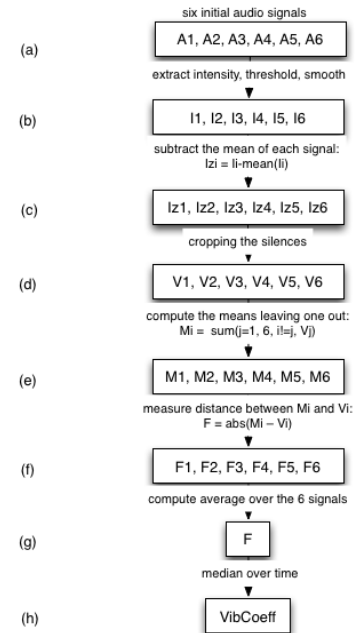 six initial audio signals
(a)
A1, A2, A3, A4, A5, A6
extract intensity, threshold, smooth
(b)
I1, I2, I3, I4, I5, I6
subtract the mean of each signal:
Izi = Ii-mean(Ii)
(c)
Iz1, Iz2, Iz3, Iz4, Iz5, Iz6
cropping the silences
(d)
V1, V2, V3, V4, V5, V6
compute the means leaving one out:
Mi = sum(j=1, 6, i!=j, Vj)
(e)
M1, M2, M3, M4, M5, M6
measure distance between Mi and Vi:
F = abs(Mi – Vi)
(f)
F1, F2, F3, F4, F5, F6
compute average over the 6 signals
(g)
F
median over time
(h)
VibCoeff